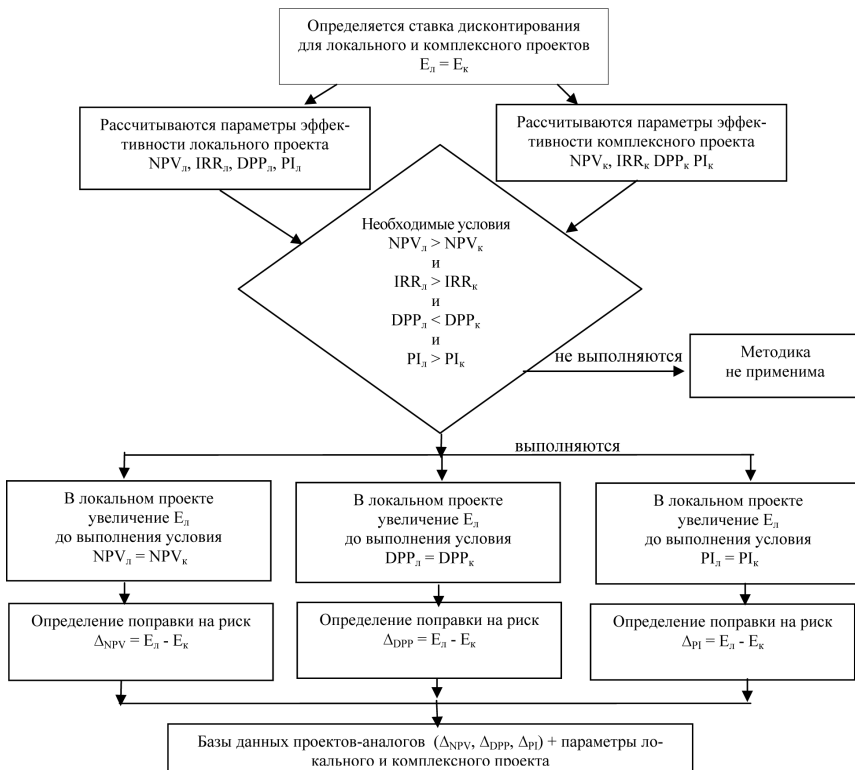 Определяется ставка дисконтирования
для локального и комплексного проектов
Eл = Eк
Рассчитываются параметры эффек-
тивности локального проекта
NPVл, IRRл, DPPл, PIл
Рассчитываются параметры эффек-
тивности комплексного проекта
NPVк, IRRк DPPк PIк
Необходимые условия
NPVл > NPVк
и
IRRл > IRRк
и
DPPл < DPPк
и
PIл > PIк
не выполняются
Методика
не применима
выполняются
В локальном проекте
увеличение Eл
до выполнения условия
NPVл = NPVк
В локальном проекте
увеличение Eл
до выполнения условия
DPPл = DPPк
В локальном проекте
увеличение Eл
до выполнения условия
PIл = PIк
Определение поправки на риск
ΔNPV = Eл - Eк
Определение поправки на риск
ΔDPP = Eл - Eк
Определение поправки на риск
ΔPI = Eл - Eк
Базы данных проектов-аналогов (ΔNPV, ΔDPP, ΔPI) + параметры ло-
кального и комплексного проекта